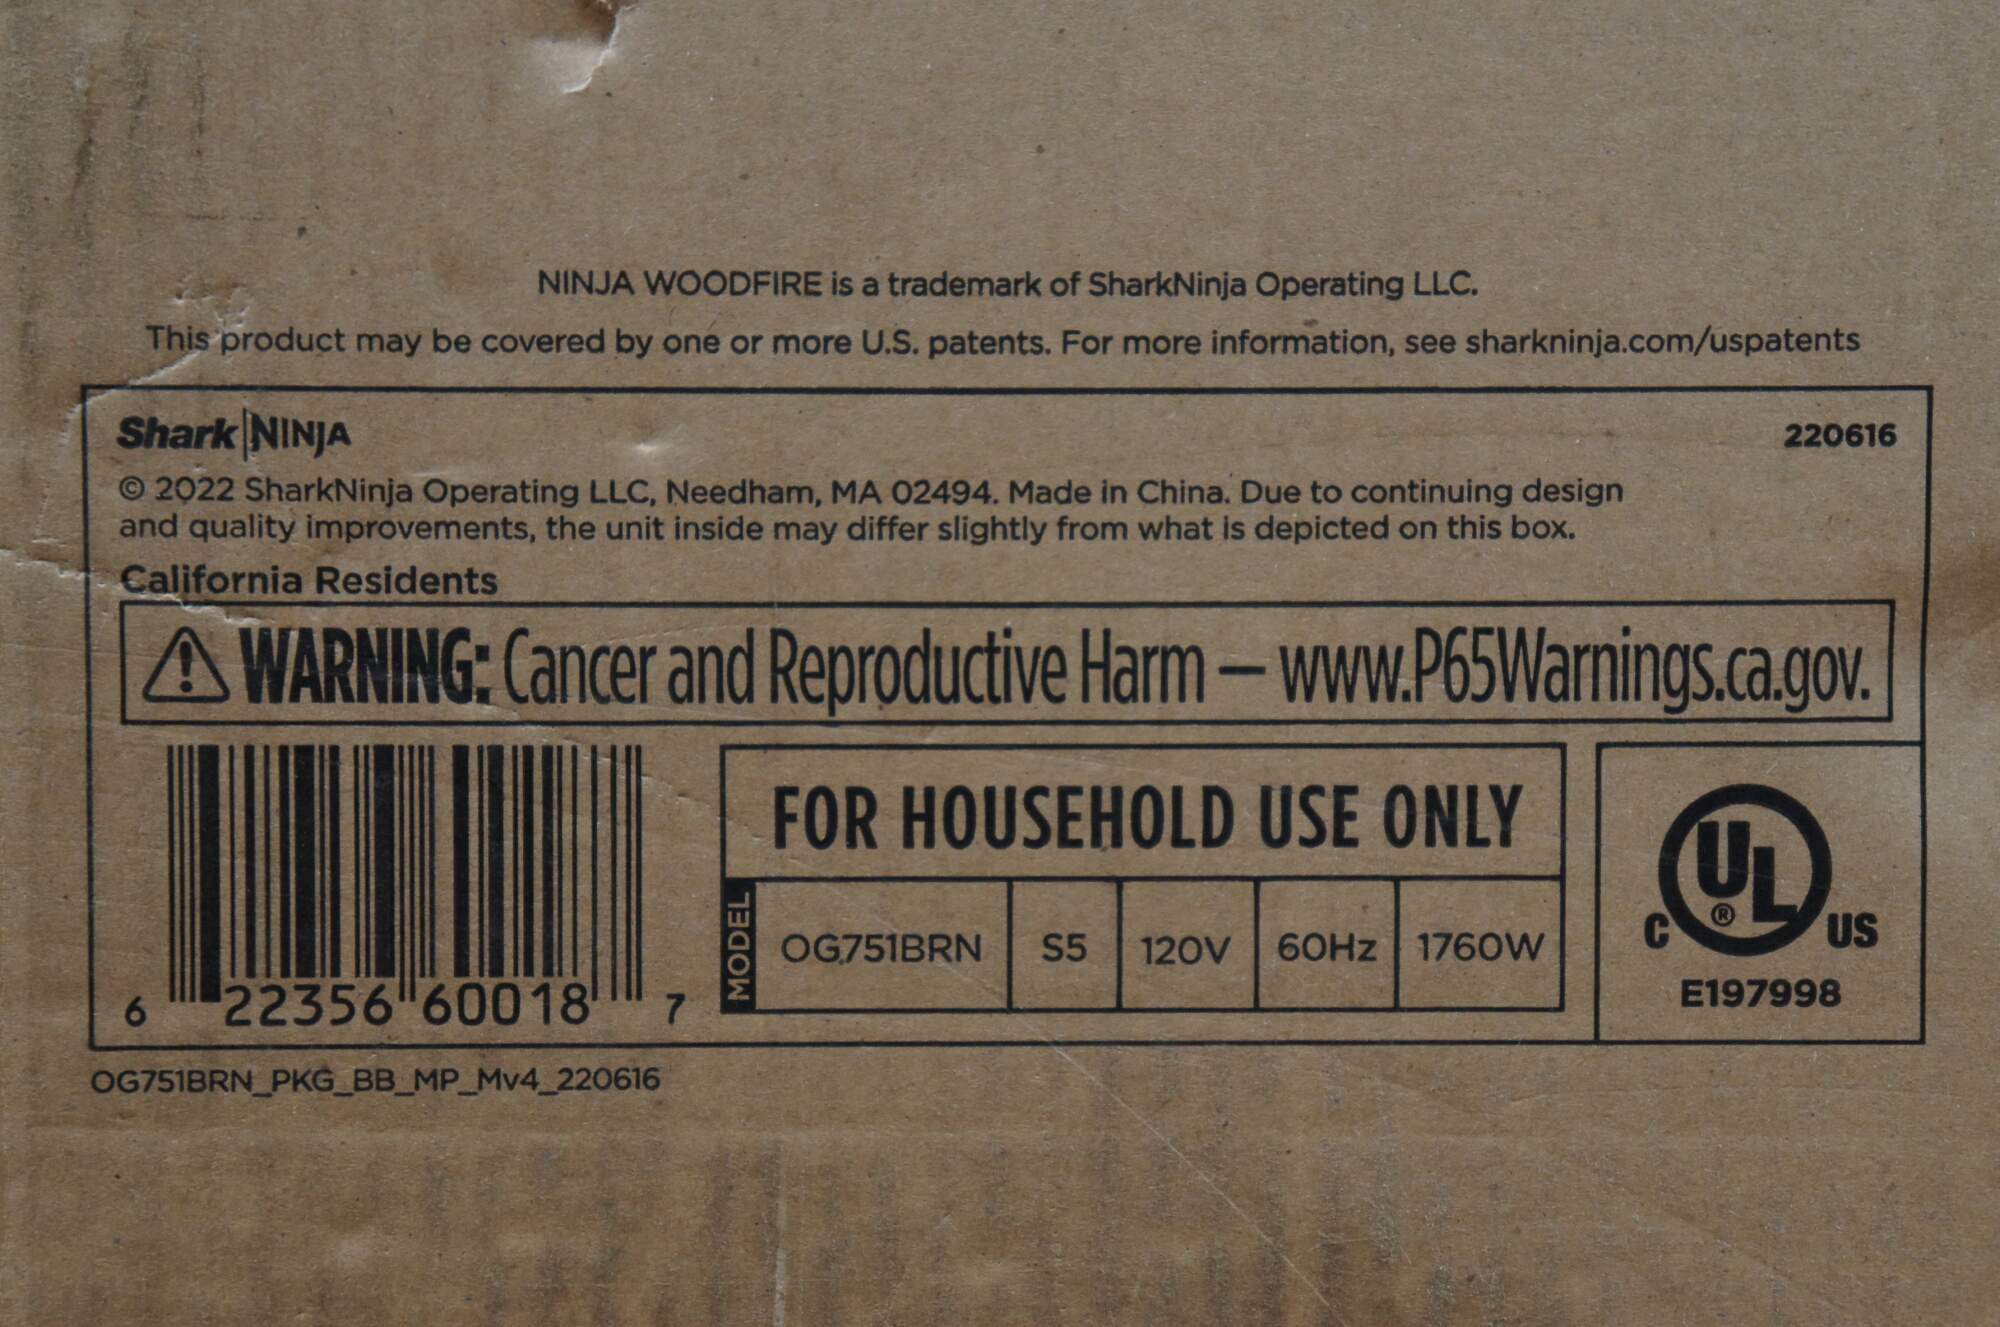 NINJA WOODFIRE is a trademark of SharkNinja Operating LLC.
This product may be covered by one or more U.S. patents. For more information, see sharkninja.com/uspatents
Shark NINJA
220616
© 2022 SharkNinja Operating LLC, Needham, MA 02494. Made in China. Due to continuing design
and quality improvements, the unit inside may differ slightly from what is depicted on this box.
California Residents
WARNING: Cancer and Reproductive Harm – www.P65Warnings.ca.gov.
FOR HOUSEHOLD USE ONLY
MODEL
OG751BRN S5 120V 60Hz 1760W
C UL ® US
E197998
6 22356 60018 7
OG751BRN_PKG_BB_MP_Mv4_220616